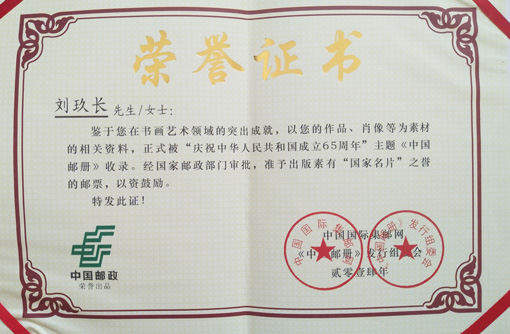 荣誉证书
刘玖长 先生/女士:
鉴于您在书画艺术领域的突出成就，以您的作品、肖像等为素材
的相关资料，正式被“庆祝中华人民共和国成立65周年”主题《中国
邮册》收录。经国家邮政部门审批，准予出版素有“国家名片”之誉
的邮票，以资鼓励。
特发此证！
中国国际集邮网
《中国邮册》发行组委会
贰零壹肆年
中国邮政
荣誉出品